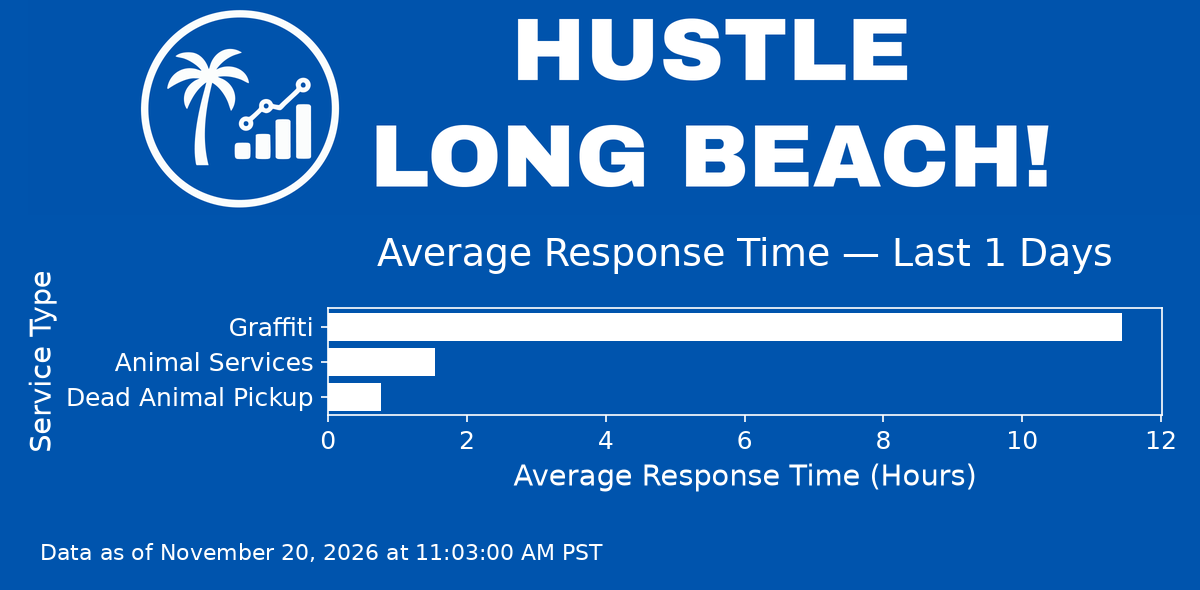 HUSTLE
LONG BEACH!
Average Response Time — Last 1 Days
Service Type
Graffiti
Animal Services
Dead Animal Pickup
0 2 4 6 8 10 12
Average Response Time (Hours)
Data as of November 20, 2026 at 11:03:00 AM PST